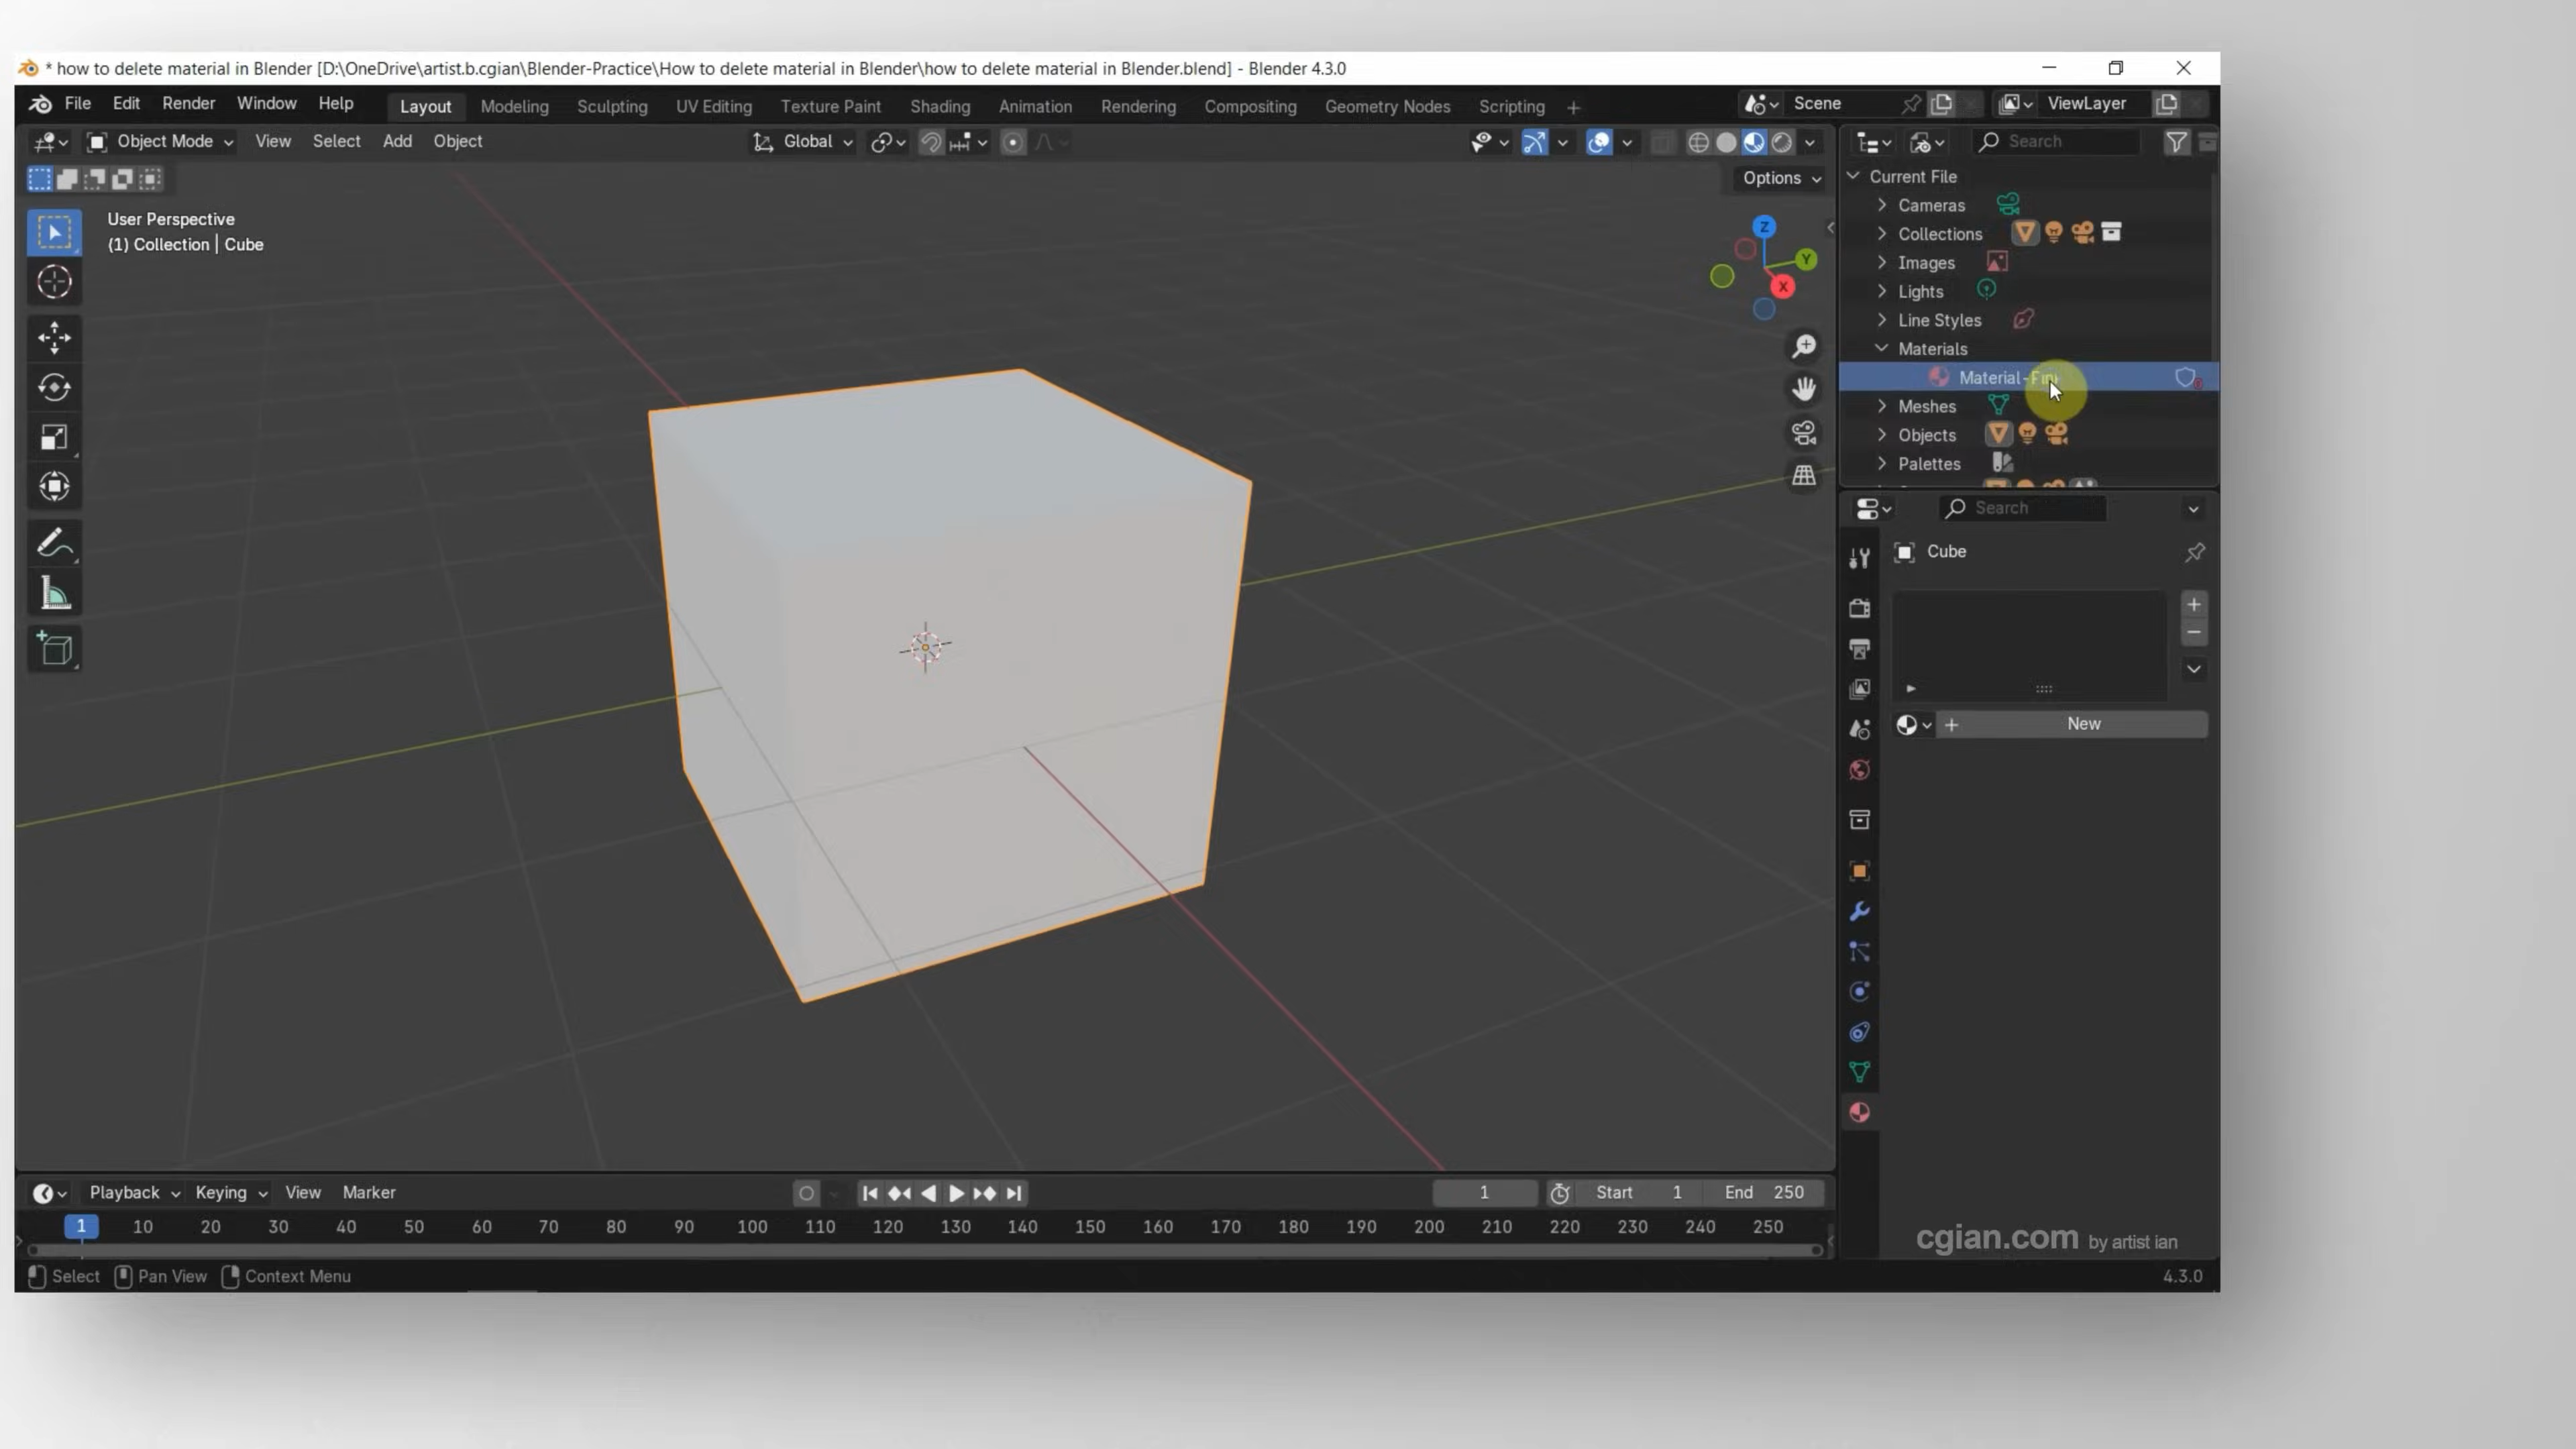 * how to delete material in Blender [D:\OneDrive\artist.b.cgian\Blender-Practice\How to delete material in Blender\how to delete material in Blender.blend] - Blender 4.3.0
File Edit Render Window Help Layout Modeling Sculpting UV Editing Texture Paint Shading Animation Rendering Compositing Geometry Nodes Scripting + Scene ViewLayer
Object Mode View Select Add Object Global Search
Options
User Perspective
(1) Collection | Cube
Z
Y
X
Current File
Cameras
Collections
Images
Lights
Line Styles
Materials
Meshes
Objects
Palettes
Search
Cube
+ New
Playback Keying View Marker 1 Start 1 End 250
1 10 20 30 40 50 60 70 80 90 100 110 120 130 140 150 160 170 180 190 200 210 220 230 240 250
cgian.com by artist ian
Select Pan View Context Menu 4.3.0